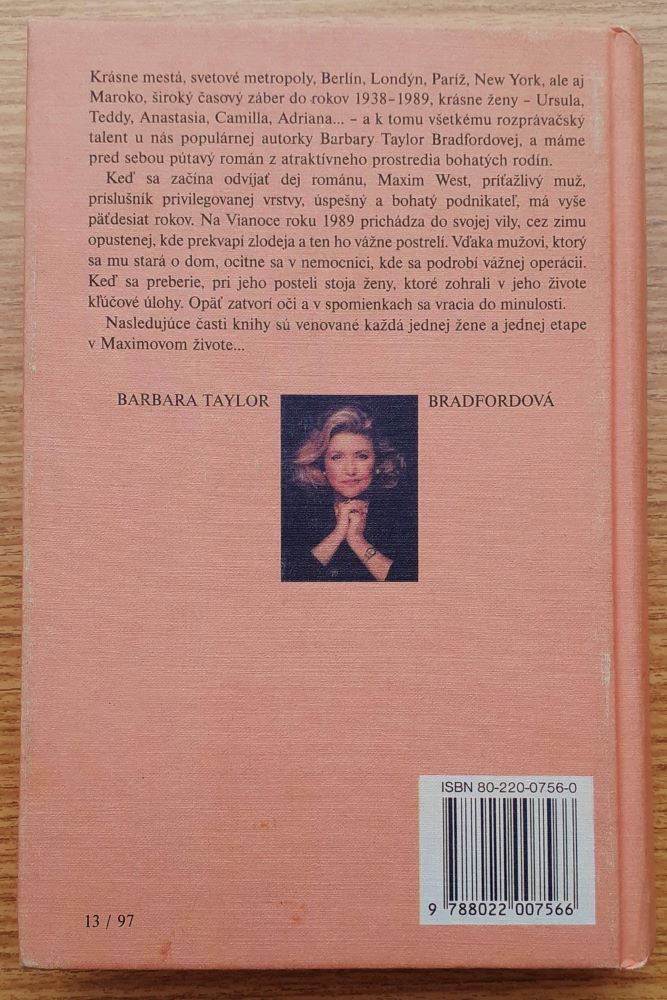 Krásne mestá, svetové metropoly, Berlín, Londýn, Paríž, New York, ale aj
Maroko, široký časový záber do rokov 1938–1989, krásne ženy – Ursula,
Teddy, Anastasia, Camilla, Adriana... – a k tomu všetkému rozprávačský
talent u nás populárnej autorky Barbary Taylor Bradfordovej, a máme
pred sebou pútavý román z atraktívneho prostredia bohatých rodín.
Keď sa začína odvíjať dej románu, Maxim West, príťažlivý muž,
príslušník privilegovanej vrstvy, úspešný a bohatý podnikateľ, má vyše
päťdesiat rokov. Na Vianoce roku 1989 prichádza do svojej vily, cez zimu
opustenej, kde prekvapí zlodeja a ten ho vážne postrelí. Vďaka mužovi, ktorý
sa mu stará o dom, ocitne sa v nemocnici, kde sa podrobí vážnej operácii.
Keď sa preberie, pri jeho posteli stoja ženy, ktoré zohrali v jeho živote
kľúčové úlohy. Opäť zatvorí oči a v spomienkach sa vracia do minulosti.
Nasledujúce časti knihy sú venované každá jednej žene a jednej etape
v Maximovom živote...
BARBARA TAYLOR BRADFORDOVÁ
ISBN 80-220-0756-0
9 788022 007566
13 / 97